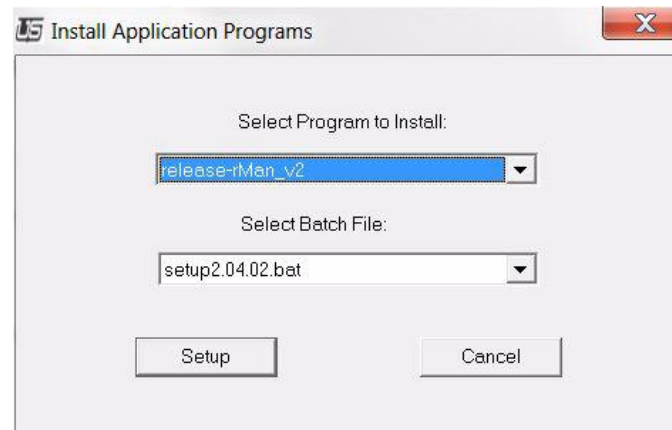 Install Application Programs
Select Program to Install:
release-rMan_v2
Select Batch File:
setup2.04.02.bat
Setup
Cancel